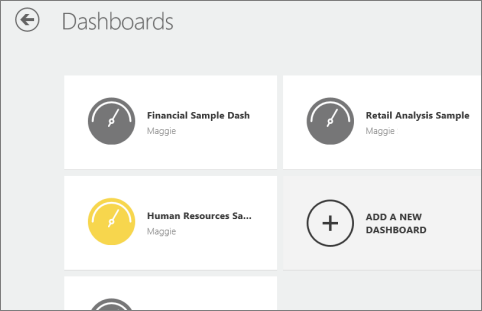 Dashboards
Financial Sample Dash
Maggie
Retail Analysis Sample
Maggie
Human Resources Sa...
Maggie
ADD A NEW
DASHBOARD